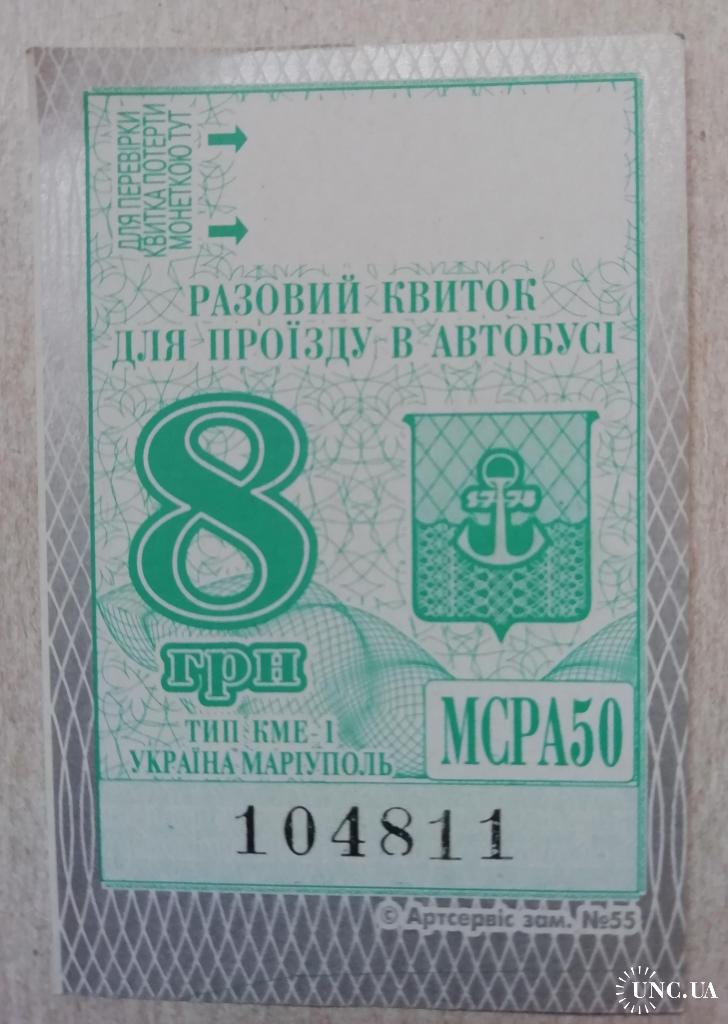 ДЛЯ ПЕРЕВІРКИ
КВИТКА ПОТЕРТИ
МОНЕТКОЮ ТУТ
РАЗОВИЙ КВИТОК
ДЛЯ ПРОЇЗДУ В АВТОБУСІ
8
грн
1778
ТИП КМЕ-1
УКРАЇНА МАРІУПОЛЬ
МСРА50
104811
© Артсервіс зам. №55
UNC.UA